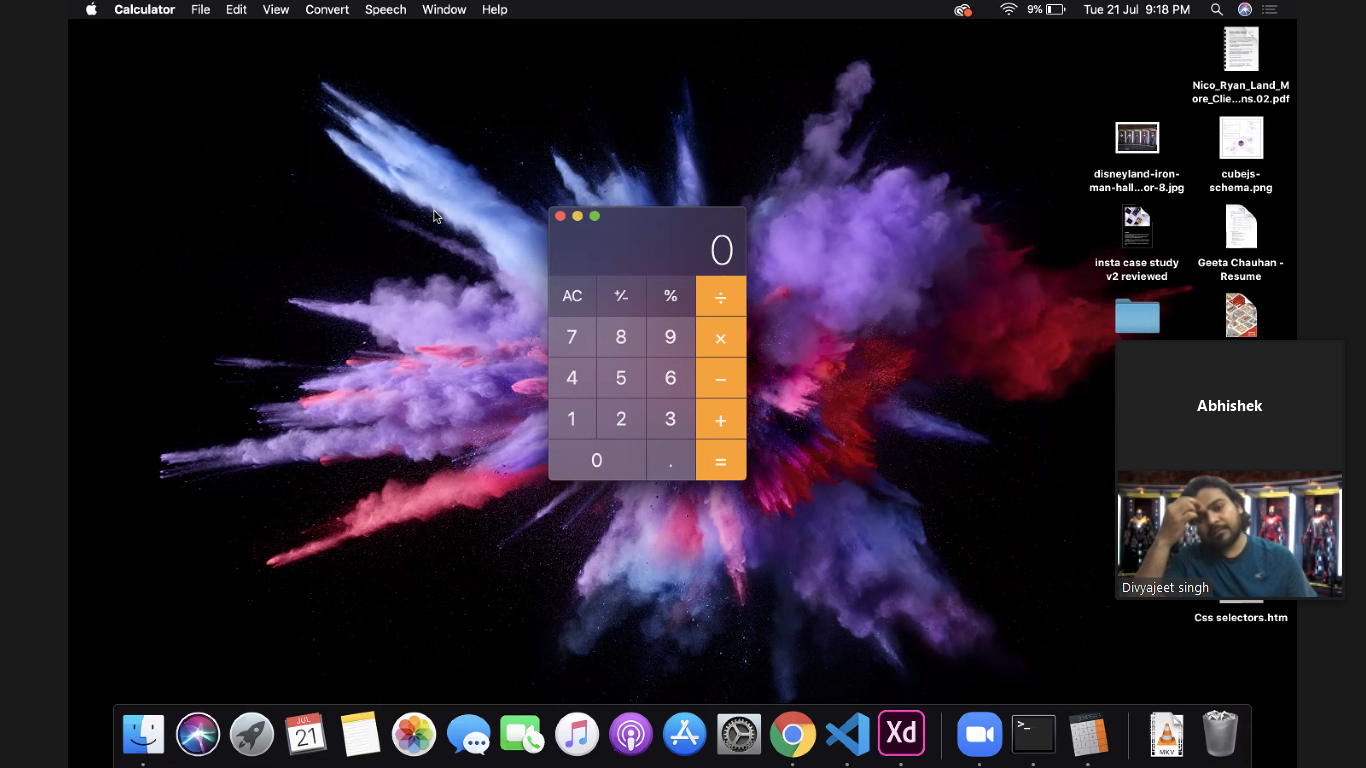 Calculator File Edit View Convert Speech Window Help 9% Tue 21 Jul 9:18 PM
Nico_Ryan_Land_M
ore_Clie...ns.02.pdf
disneyland-iron-
man-hall...or-8.jpg
cubejs-
schema.png
insta case study
v2 reviewed
Geeta Chauhan -
Resume
0
AC +⁄- % ÷
7 8 9 ×
4 5 6 −
1 2 3 +
0 . =
Abhishek
Divyajeet singh
Css selectors.htm
JUL
21
Xd
>_
MKV